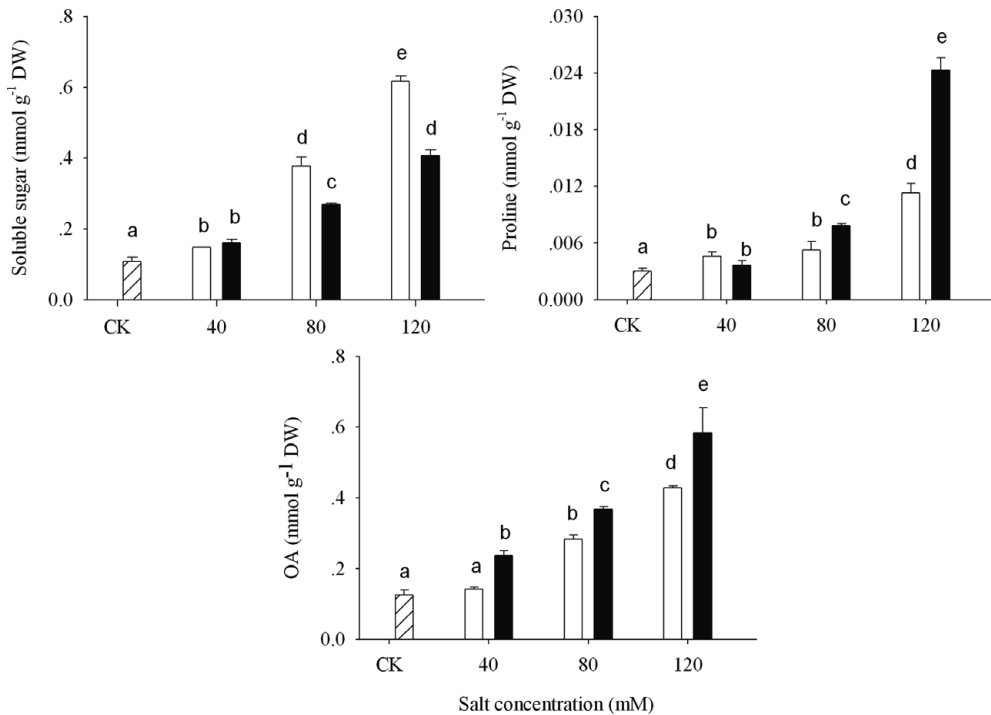 .8
.6
.4
.2
0.0
Soluble sugar (mmol g-1 DW)
a
b
b
d
c
e
d
CK
40
80
120
.030
.024
.018
.012
.006
.000
Proline (mmol g-1 DW)
a
b
b
b
c
d
e
CK
40
80
120
.8
.6
.4
.2
0.0
OA (mmol g-1 DW)
a
a
b
b
c
d
e
CK
40
80
120
Salt concentration (mM)